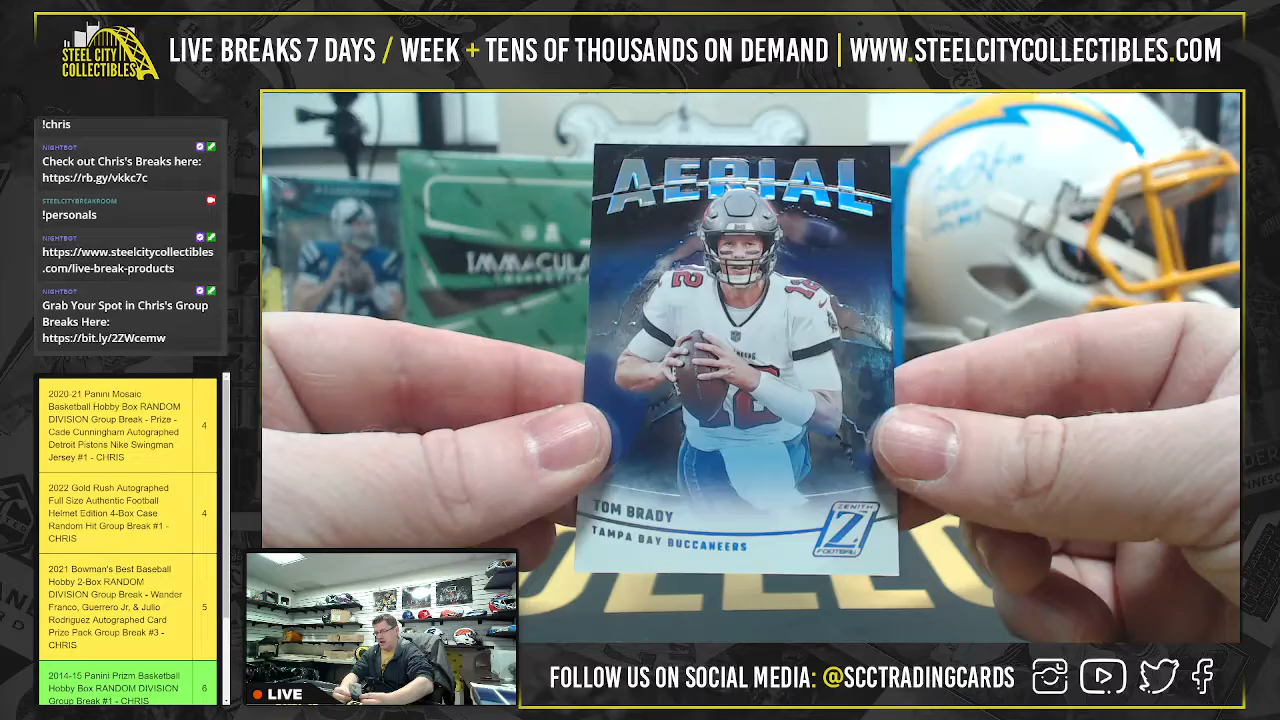 STEEL CITY
COLLECTIBLES
LIVE BREAKS 7 DAYS / WEEK + TENS OF THOUSANDS ON DEMAND | WWW.STEELCITYCOLLECTIBLES.COM
!chris
NIGHTBOT
Check out Chris's Breaks here:
https://rb.gy/vkkc7c
STEELCITYBREAKROOM
!personals
NIGHTBOT
https://www.steelcitycollectibles
.com/live-break-products
NIGHTBOT
Grab Your Spot in Chris's Group
Breaks Here:
https://bit.ly/2ZWcemw
2020-21 Panini Mosaic
Basketball Hobby Box RANDOM
DIVISION Group Break - Prize -
Cade Cunningham Autographed
Detroit Pistons Nike Swingman
Jersey #1 - CHRIS
4
2022 Gold Rush Autographed
Full Size Authentic Football
Helmet Edition 4-Box Case
Random Hit Group Break #1 -
CHRIS
4
2021 Bowman's Best Baseball
Hobby 2-Box RANDOM
DIVISION Group Break - Wander
Franco, Guerrero Jr, & Julio
Rodriguez Autographed Card
Prize Pack Group Break #3 -
CHRIS
5
2014-15 Panini Prizm Basketball
Hobby Box RANDOM DIVISION
Group Break #1 - CHRIS
6
AERIAL
IMMACULA
12
12
12
TOM BRADY
TAMPA BAY BUCCANEERS
ZENITH
Z
FOOTBALL
LIVE
FOLLOW US ON SOCIAL MEDIA: @SCCTRADINGCARDS